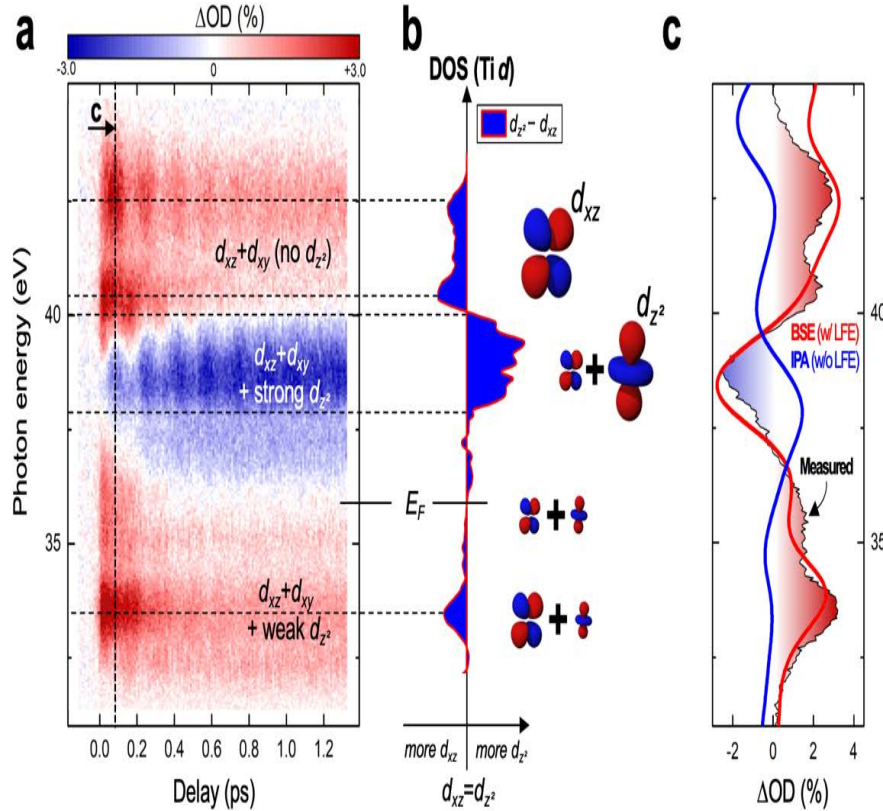 a
ΔOD (%)
-3.0 0 +3.0
c
d_xz+d_xy (no d_z²)
d_xz+d_xy
+ strong d_z²
d_xz+d_xy
+ weak d_z²
Photon energy (eV)
40
35
0.0 0.2 0.4 0.6 0.8 1.0 1.2
Delay (ps)
b
DOS (Ti d)
d_z² – d_xz
d_xz
d_z²
+
E_F
+
+
more d_xz more d_z²
d_xz=d_z²
c
BSE (w/ LFE)
IPA (w/o LFE)
Measured
40
35
-2 0 2 4
ΔOD (%)